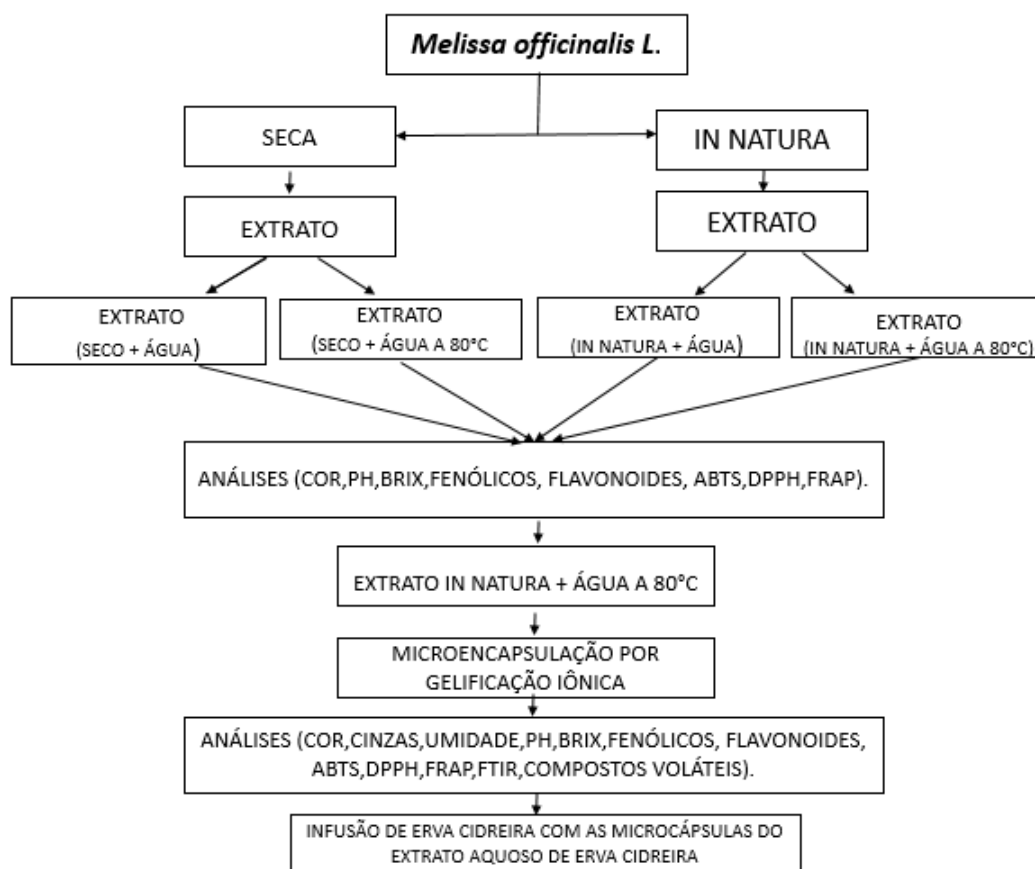 Melissa officinalis L.
SECA
IN NATURA
EXTRATO
EXTRATO
EXTRATO
(SECO + ÁGUA)
EXTRATO
(SECO + ÁGUA A 80°C
EXTRATO
(IN NATURA + ÁGUA)
EXTRATO
(IN NATURA + ÁGUA A 80°C)
ANÁLISES (COR,PH,BRIX,FENÓLICOS, FLAVONOIDES, ABTS,DPPH,FRAP).
EXTRATO IN NATURA + ÁGUA A 80°C
MICROENCAPSULAÇÃO POR
GELIFICAÇÃO IÔNICA
ANÁLISES (COR,CINZAS,UMIDADE,PH,BRIX,FENÓLICOS, FLAVONOIDES,
ABTS,DPPH,FRAP,FTIR,COMPOSTOS VOLÁTEIS).
INFUSÃO DE ERVA CIDREIRA COM AS MICROCÁPSULAS DO
EXTRATO AQUOSO DE ERVA CIDREIRA